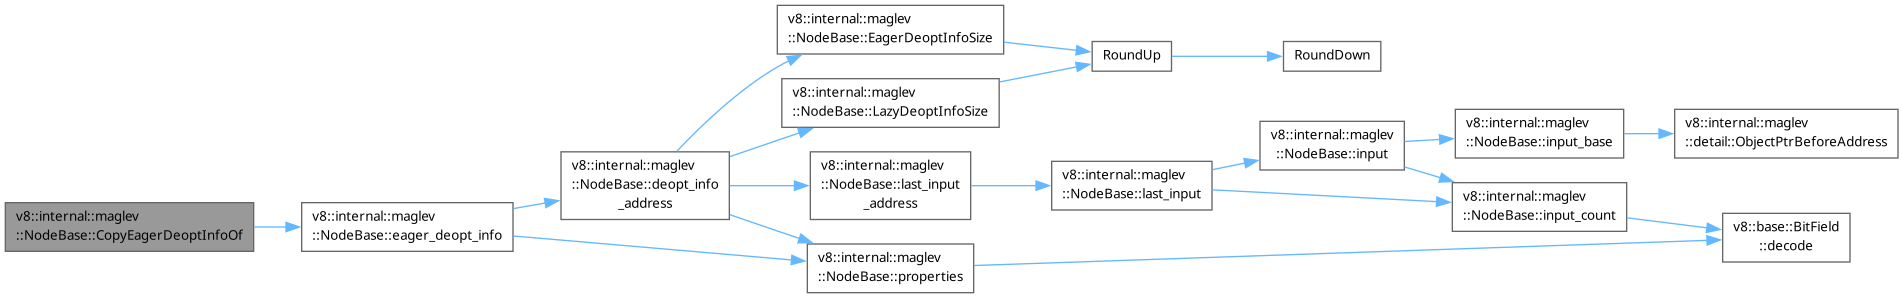 v8::internal::maglev
::NodeBase::CopyEagerDeoptInfoOf
v8::internal::maglev
::NodeBase::eager_deopt_info
v8::internal::maglev
::NodeBase::deopt_info
_address
v8::internal::maglev
::NodeBase::EagerDeoptInfoSize
v8::internal::maglev
::NodeBase::LazyDeoptInfoSize
v8::internal::maglev
::NodeBase::last_input
_address
v8::internal::maglev
::NodeBase::properties
RoundUp
RoundDown
v8::internal::maglev
::NodeBase::last_input
v8::internal::maglev
::NodeBase::input
v8::internal::maglev
::NodeBase::input_base
v8::internal::maglev
::NodeBase::input_count
v8::internal::maglev
::detail::ObjectPtrBeforeAddress
v8::base::BitField
::decode